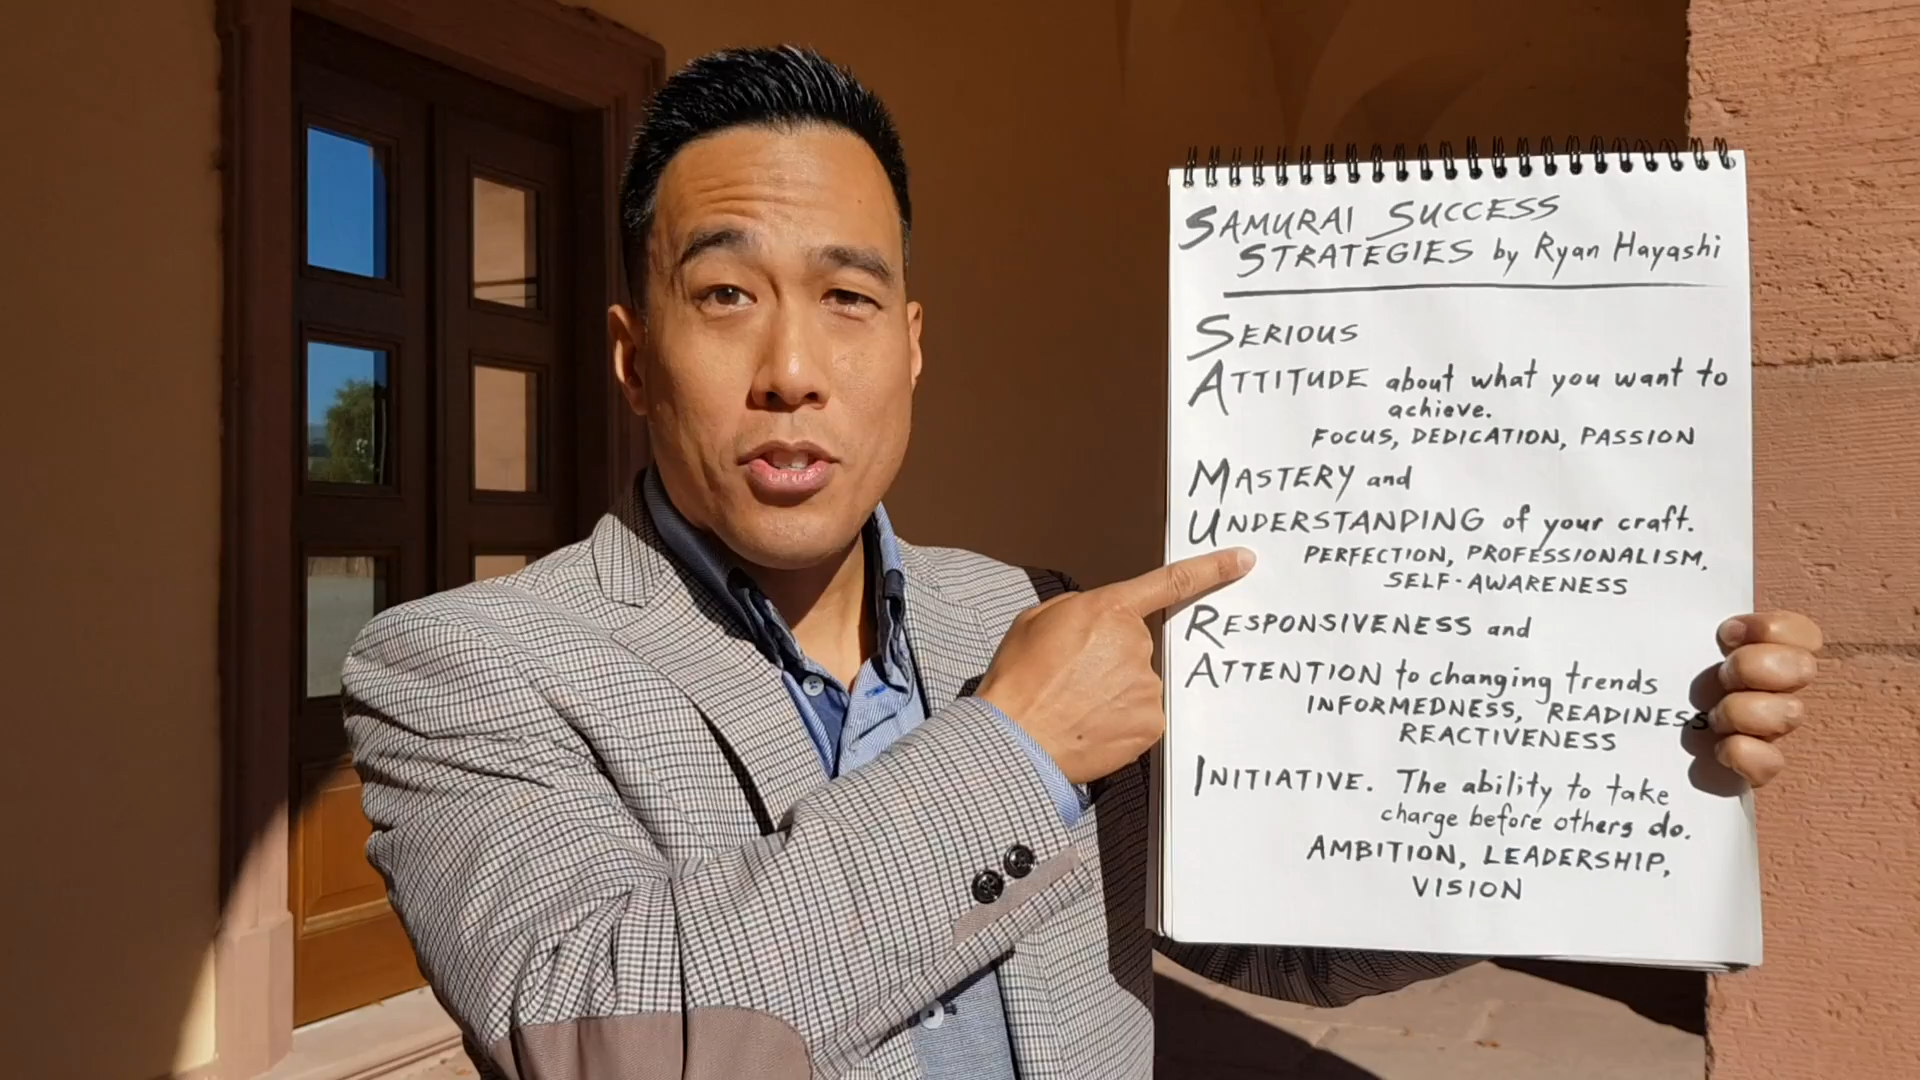 SAMURAI SUCCESS
STRATEGIES by Ryan Hayashi
SERIOUS
ATTITUDE about what you want to
achieve.
FOCUS, DEDICATION, PASSION
MASTERY and
UNDERSTANDING of your craft.
PERFECTION, PROFESSIONALISM,
SELF-AWARENESS
RESPONSIVENESS and
ATTENTION to changing trends
INFORMEDNESS, READINESS
REACTIVENESS
INITIATIVE. The ability to take
charge before others do.
AMBITION, LEADERSHIP,
VISION